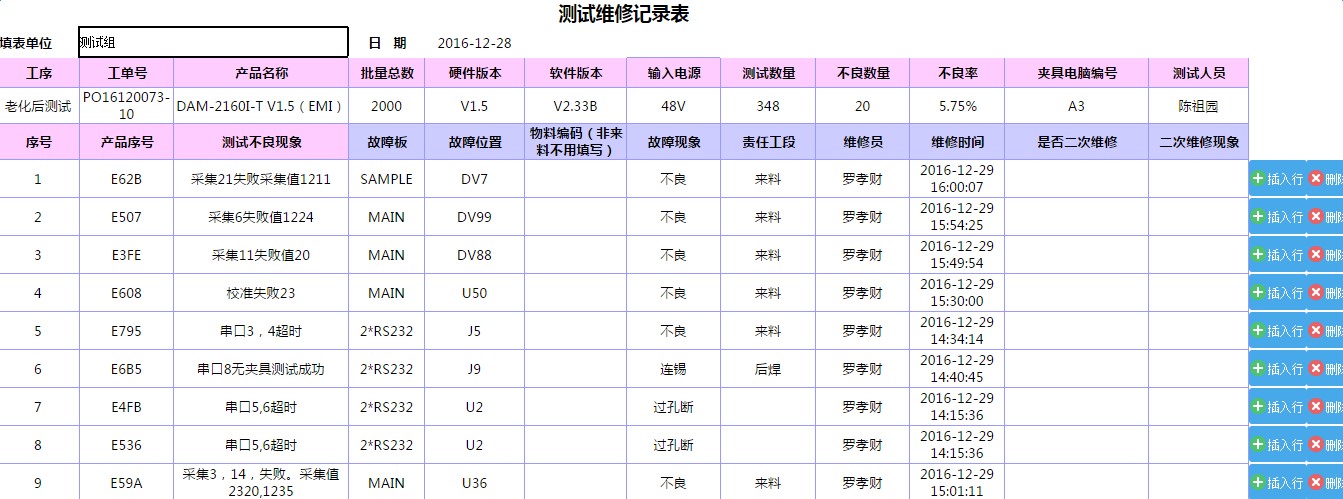 测试维修记录表
填表单位 测试组 日 期 2016-12-28
工序 工单号 产品名称 批量总数 硬件版本 软件版本 输入电源 测试数量 不良数量 不良率 夹具电脑编号 测试人员
老化后测试 PO16120073-10 DAM-2160I-T V1.5（EMI） 2000 V1.5 V2.33B 48V 348 20 5.75% A3 陈祖园
序号 产品序号 测试不良现象 故障板 故障位置 物料编码（非来料不用填写） 故障现象 责任工段 维修员 维修时间 是否二次维修 二次维修现象
1 E62B 采集21失败采集值1211 SAMPLE DV7 不良 来料 罗孝财 2016-12-29 16:00:07 插入行 删除
2 E507 采集6失败值1224 MAIN DV99 不良 来料 罗孝财 2016-12-29 15:54:25 插入行 删除
3 E3FE 采集11失败值20 MAIN DV88 不良 来料 罗孝财 2016-12-29 15:49:54 插入行 删除
4 E608 校准失败23 MAIN U50 不良 来料 罗孝财 2016-12-29 15:30:00 插入行 删除
5 E795 串口3，4超时 2*RS232 J5 不良 来料 罗孝财 2016-12-29 14:34:14 插入行 删除
6 E6B5 串口8无夹具测试成功 2*RS232 J9 连锡 后焊 罗孝财 2016-12-29 14:40:45 插入行 删除
7 E4FB 串口5,6超时 2*RS232 U2 过孔断 罗孝财 2016-12-29 14:15:36 插入行 删除
8 E536 串口5,6超时 2*RS232 U2 过孔断 罗孝财 2016-12-29 14:15:36 插入行 删除
9 E59A 采集3，14，失败。采集值2320,1235 MAIN U36 不良 来料 罗孝财 2016-12-29 15:01:11 插入行 删除